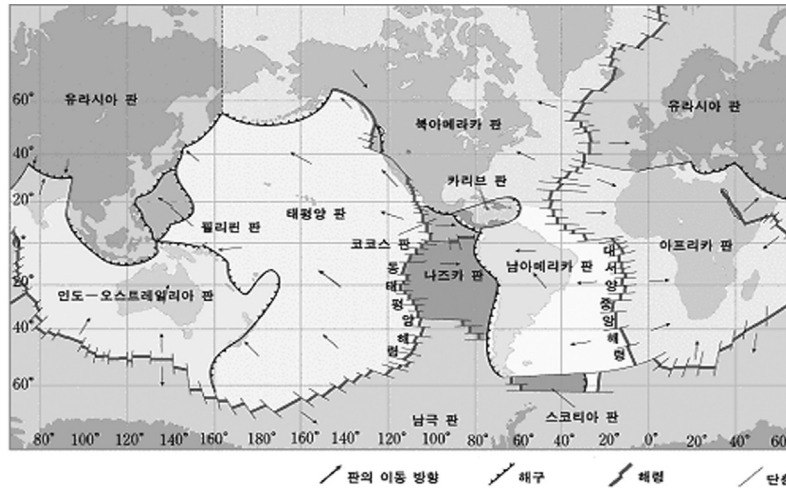 유라시아 판
유라시아 판
북아메라카 판
카리브 판
필리핀 판
태평양 판
코코스 판
나즈카 판
남아메리카 판
아프리카 판
인도–오스트레일리아 판
동태평양해령
대서양중앙해령
남극 판
스코티아 판
60°
40°
20°
0°
20°
40°
60°
80° 100° 120° 140° 160° 180° 160° 140° 120° 100° 80° 60° 40° 20° 0° 20° 40° 60
판의 이동 방향 해구 해령 단층